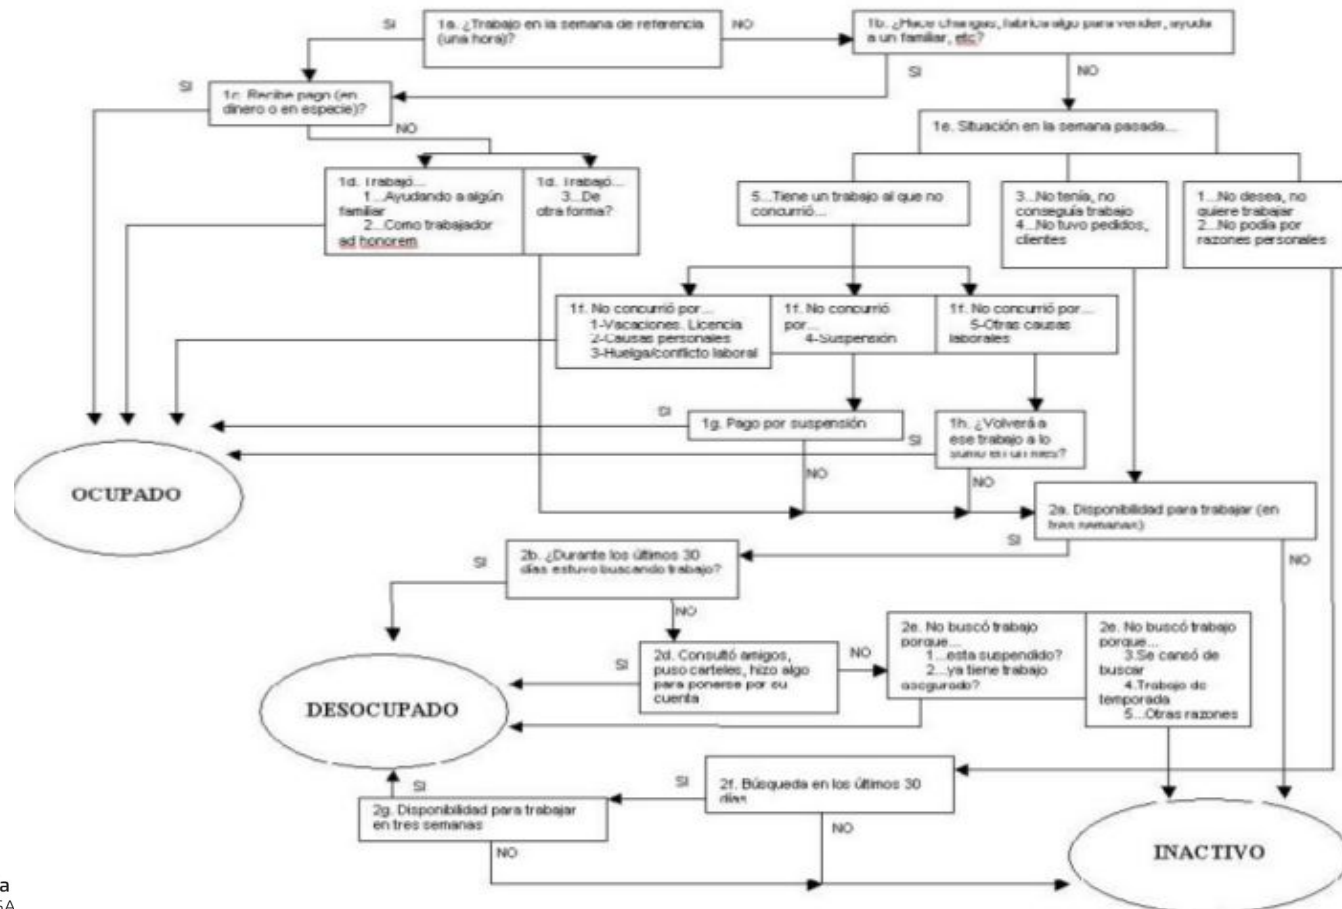 SI
1a. ¿Trabajo en la semana de referencia
(una hora)?
NO
1b. ¿Hace changas, fabrica algo para vender, ayuda
a un familiar, etc?
SI
NO
SI
1c. Recibe pago (en
dinero o en especie)?
NO
1e. Situación en la semana pasada...
1d. Trabajó...
1...Ayudando a algún
familiar
2...Como trabajador
ad honorem
1d. Trabajó...
3...De
otra forma?
5...Tiene un trabajo al que no
concurrió...
3...No tenía, no
conseguía trabajo
4...No tuvo pedidos,
clientes
1...No desea, no
quiere trabajar
2...No podía por
razones personales
1f. No concurrió por...
1-Vacaciones. Licencia
2-Causas personales
3-Huelga/conflicto laboral
1f. No concurrió
por...
4-Suspensión
1f. No concurrió por...
5-Otras causas
laborales
SI
1g. Pago por suspensión
NO
SI
1h. ¿Volverá a
ese trabajo a lo
sumo en un mes?
NO
OCUPADO
2a. Disponibilidad para trabajar (en
tres semanas)
SI
NO
SI
2b. ¿Durante los últimos 30
días estuvo buscando trabajo?
NO
SI
2d. Consultó amigos,
puso carteles, hizo algo
para ponerse por su
cuenta
NO
2e. No buscó trabajo
porque...
1...esta suspendido?
2...ya tiene trabajo
asegurado?
2e. No buscó trabajo
porque...
3.Se cansó de
buscar
4.Trabajo de
temporada
5...Otras razones
DESOCUPADO
SI
2f. Búsqueda en los últimos 30
días
NO
SI
2g. Disponibilidad para trabajar
en tres semanas
NO
INACTIVO
a
SA